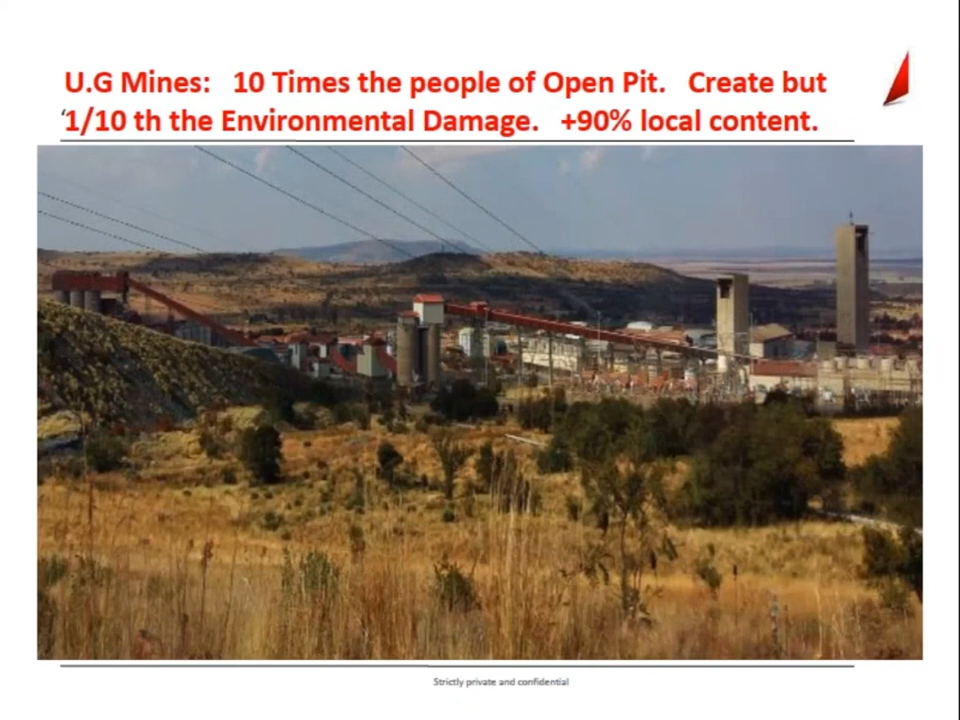 U.G Mines: 10 Times the people of Open Pit. Create but
‘1/10 th the Environmental Damage. +90% local content.
Strictly private and confidential